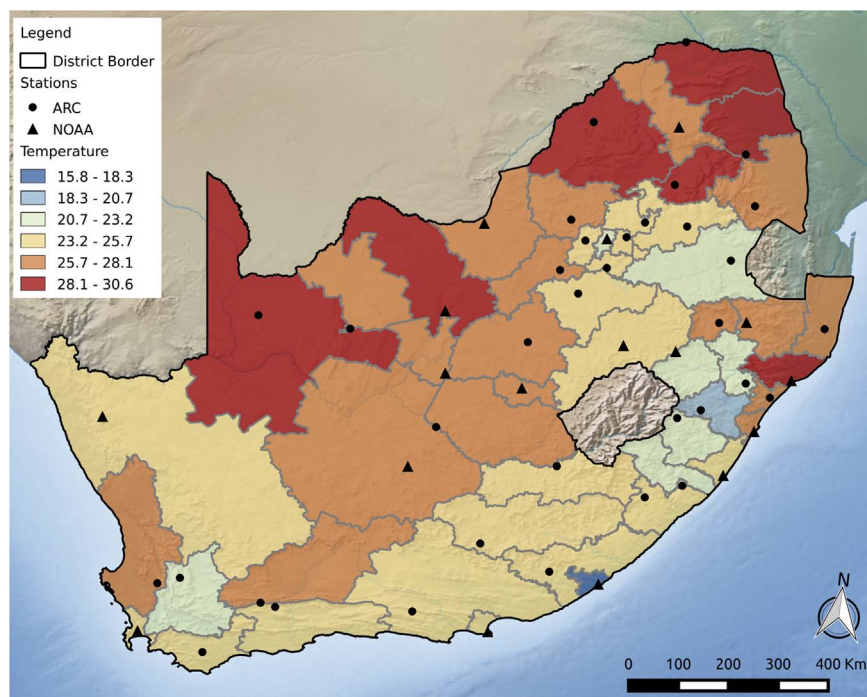 Legend
District Border
Stations
ARC
NOAA
Temperature
15.8 - 18.3
18.3 - 20.7
20.7 - 23.2
23.2 - 25.7
25.7 - 28.1
28.1 - 30.6
N
0 100 200 300 400 Km